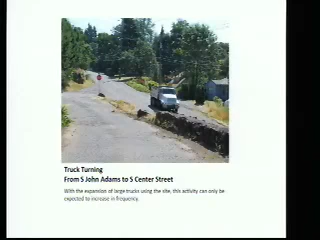 Truck Turning
From S John Adams to S Center Street
With the expansion of large trucks using the site, this activity can only be
expected to increase in frequency.